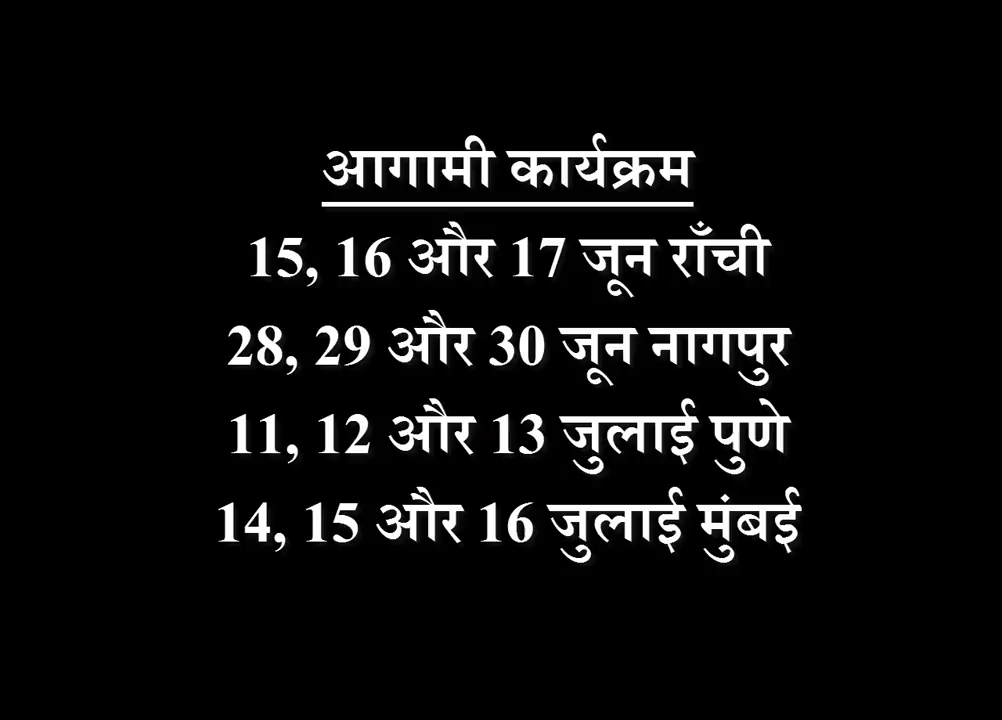 आगामी कार्यक्रम
15, 16 और 17 जून राँची
28, 29 और 30 जून नागपुर
11, 12 और 13 जुलाई पुणे
14, 15 और 16 जुलाई मुंबई